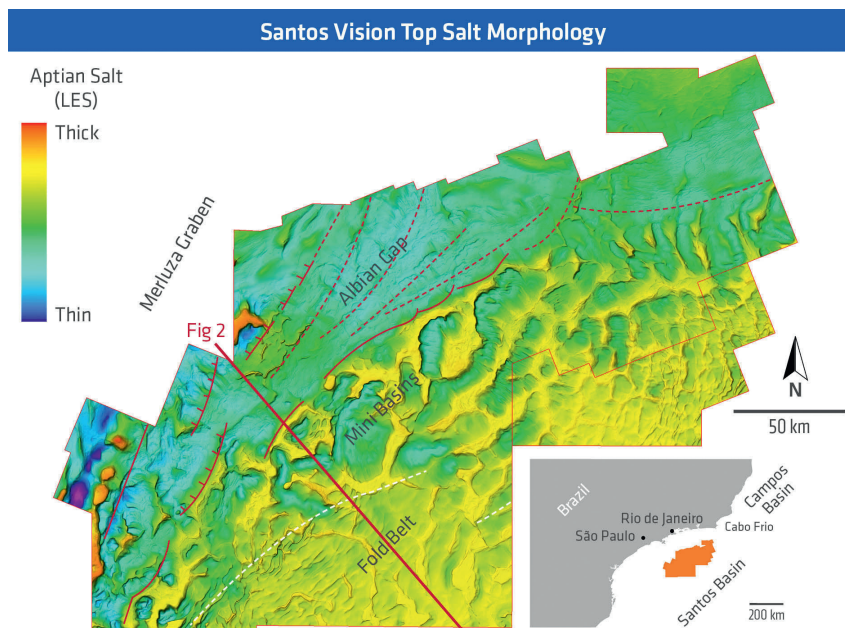 Santos Vision Top Salt Morphology
Aptian Salt
(LES)
Thick
Thin
Merluza Graben
Albian Gap
Fig 2
Mini Basins
Fold Belt
N
50 km
Brazil
Campos
Basin
Rio de Janeiro
São Paulo
Cabo Frio
Santos Basin
200 km